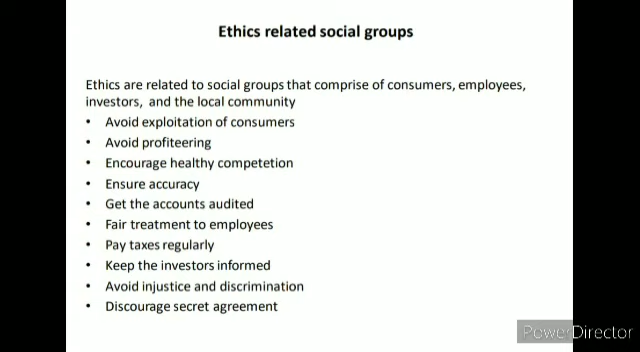 Ethics related social groups
Ethics are related to social groups that comprise of consumers, employees,
investors, and the local community
• Avoid exploitation of consumers
• Avoid profiteering
• Encourage healthy competetion
• Ensure accuracy
• Get the accounts audited
• Fair treatment to employees
• Pay taxes regularly
• Keep the investors informed
• Avoid injustice and discrimination
• Discourage secret agreement
PowerDirector